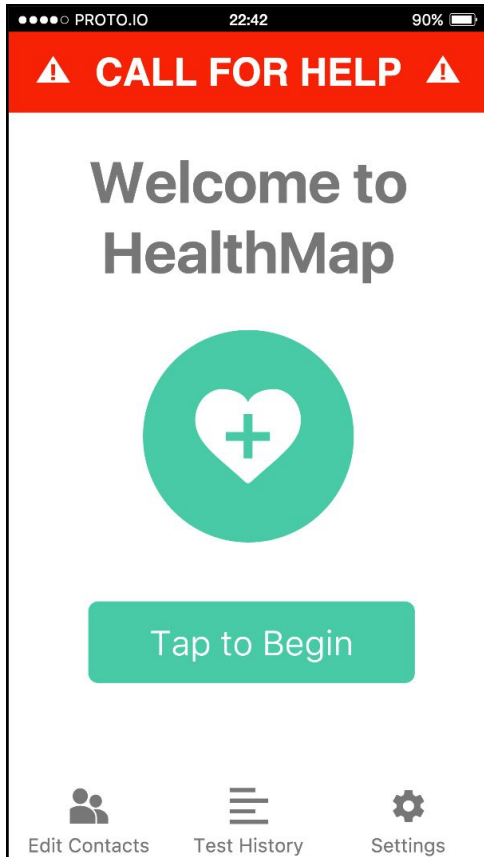 PROTO.IO 22:42 90%
CALL FOR HELP
Welcome to
HealthMap
Tap to Begin
Edit Contacts Test History Settings